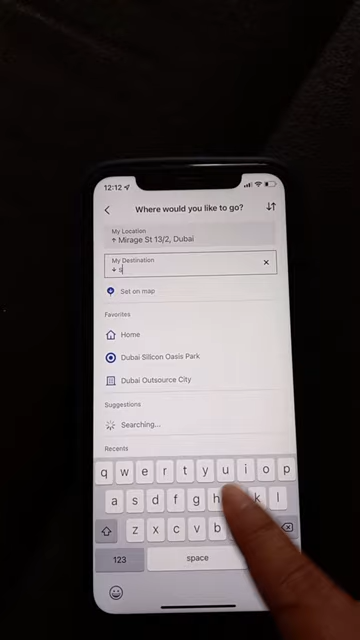 12:12
Where would you like to go?
My Location
Mirage St 13/2, Dubai
My Destination
s
Set on map
Favorites
Home
Dubai Silicon Oasis Park
Dubai Outsource City
Suggestions
Searching...
Recents
q w e r t y u i o p
a s d f g h k l
z x c v b
123 space